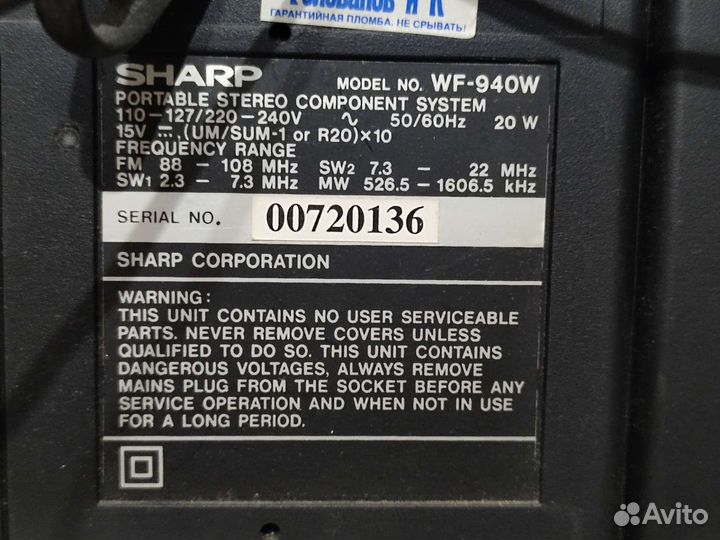 Голованов и К
ГАРАНТИЙНАЯ ПЛОМБА. НЕ СРЫВАТЬ!
SHARP MODEL NO. WF-940W
PORTABLE STEREO COMPONENT SYSTEM
110-127/220-240V ∿ 50/60Hz 20 W
15V ⎓,(UM/SUM-1 or R20)×10
FREQUENCY RANGE
FM 88 - 108 MHz SW2 7.3 - 22 MHz
SW1 2.3 - 7.3 MHz MW 526.5-1606.5 kHz
SERIAL NO. 00720136
SHARP CORPORATION
WARNING:
THIS UNIT CONTAINS NO USER SERVICEABLE
PARTS. NEVER REMOVE COVERS UNLESS
QUALIFIED TO DO SO. THIS UNIT CONTAINS
DANGEROUS VOLTAGES, ALWAYS REMOVE
MAINS PLUG FROM THE SOCKET BEFORE ANY
SERVICE OPERATION AND WHEN NOT IN USE
FOR A LONG PERIOD.
Avito